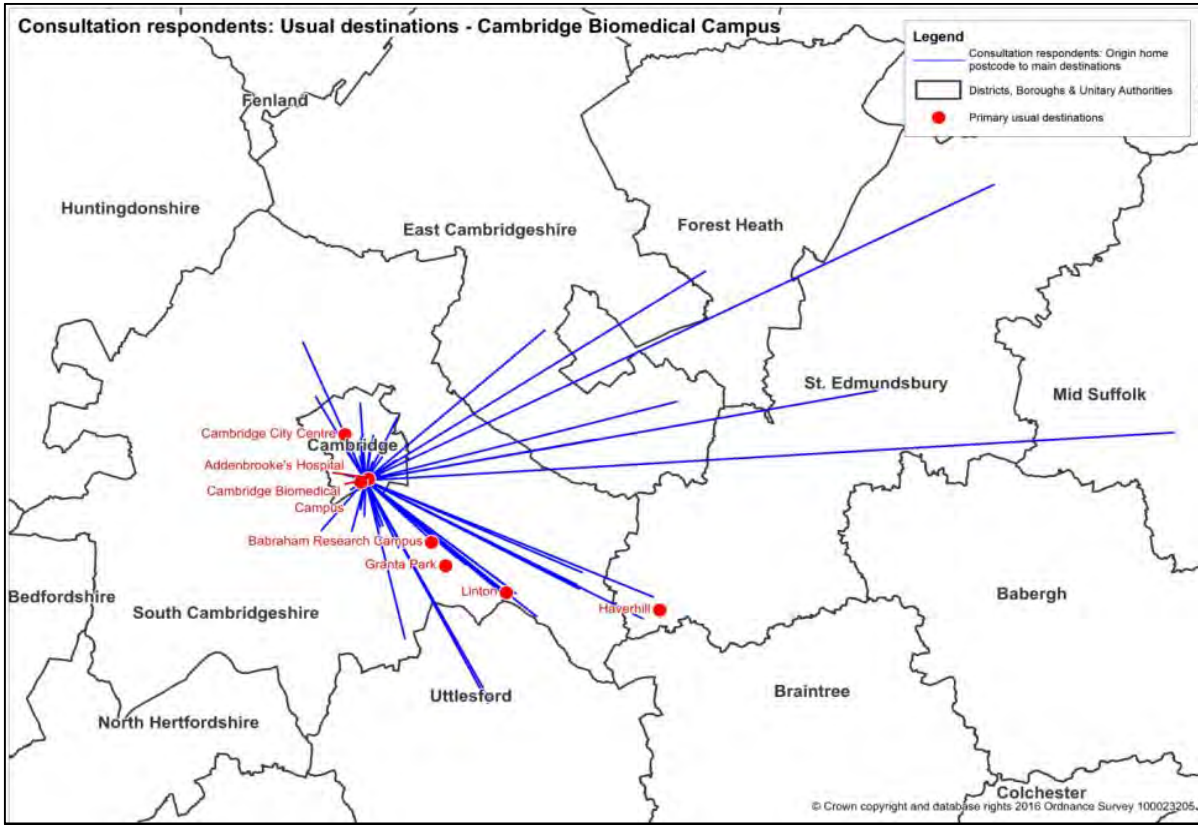 Consultation respondents: Usual destinations - Cambridge Biomedical Campus
Legend
Consultation respondents: Origin home
postcode to main destinations
Districts, Boroughs & Unitary Authorities
Primary usual destinations
Fenland
Huntingdonshire
East Cambridgeshire
Forest Heath
St. Edmundsbury
Mid Suffolk
Cambridge City Centre
Cambridge
Addenbrooke's Hospital
Cambridge Biomedical
Campus
Babraham Research Campus
Granta Park
Linton
Haverhill
Bedfordshire
South Cambridgeshire
Babergh
Uttlesford
Braintree
North Hertfordshire
Colchester
© Crown copyright and database rights 2016 Ordnance Survey 100023205.